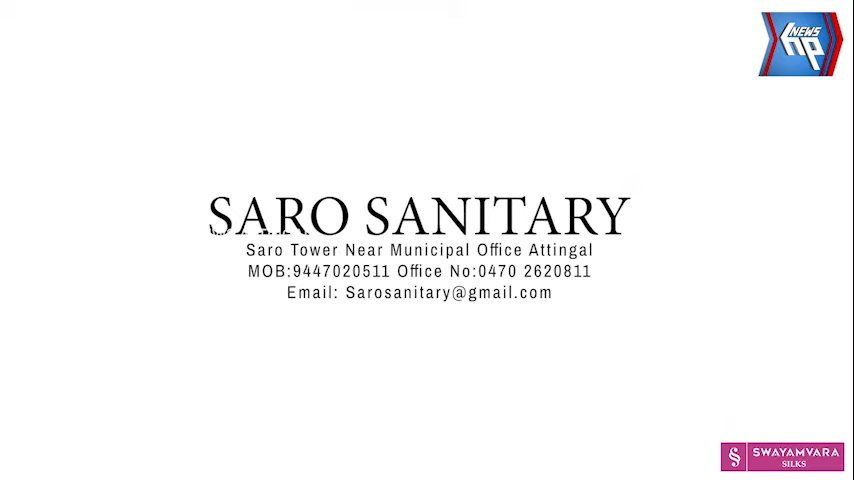 NEWS
np
SARO SANITARY
Saro Tower Near Municipal Office Attingal
MOB:9447020511 Office No:0470 2620811
Email: Sarosanitary@gmail.com
SWAYAMVARA
SILKS